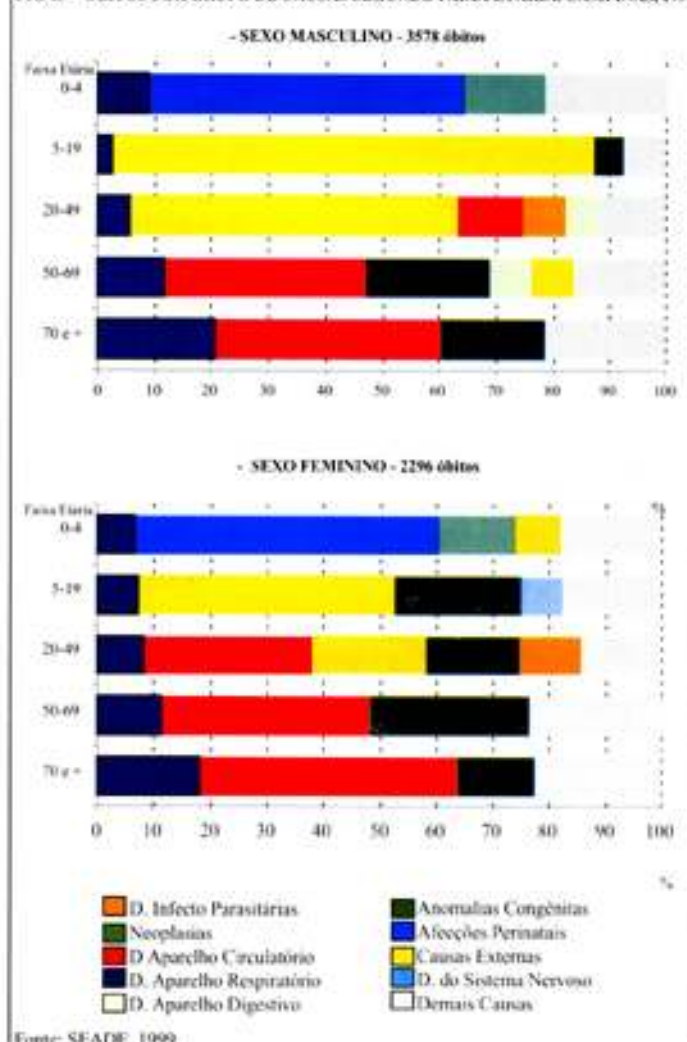 - SEXO MASCULINO - 3578 óbitos
Faixa Etária
0-4
5-19
20-49
50-69
70 e +
0 10 20 30 40 50 60 70 80 90 100
- SEXO FEMININO - 2296 óbitos
Faixa Etária
%
0-4
5-19
20-49
50-69
70 e +
0 10 20 30 40 50 60 70 80 90 100
%
D. Infecto Parasitárias
Neoplasias
D Aparelho Circulatório
D. Aparelho Respiratório
D. Aparelho Digestivo
Anomalias Congênitas
Afecções Perinatais
Causas Externas
D. do Sistema Nervoso
Demais Causas
Fonte: SEADE, 1999